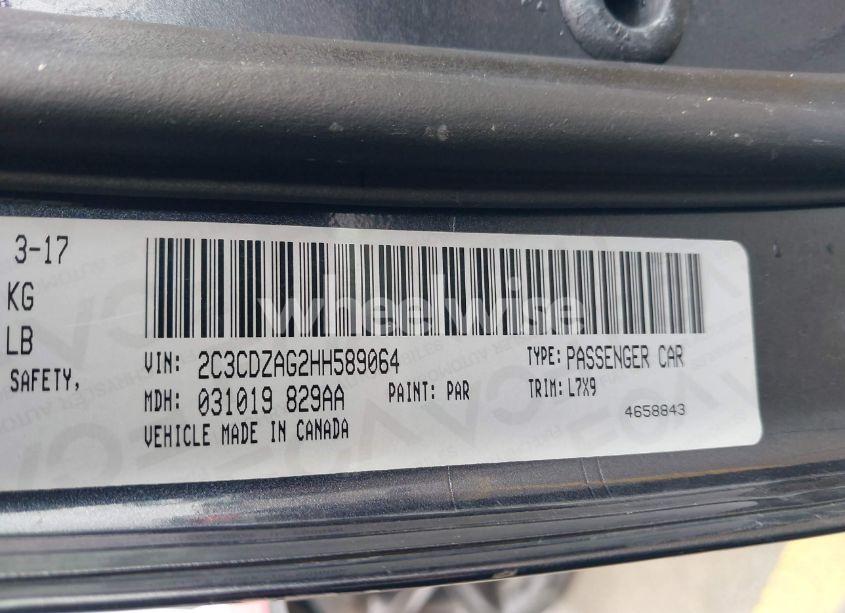 3-17
KG
LB
SAFETY,
wheelwise
VIN: 2C3CDZAG2HH589064 TYPE: PASSENGER CAR
MDH: 031019 829AA PAINT: PAR TRIM: L7X9
VEHICLE MADE IN CANADA 4658843